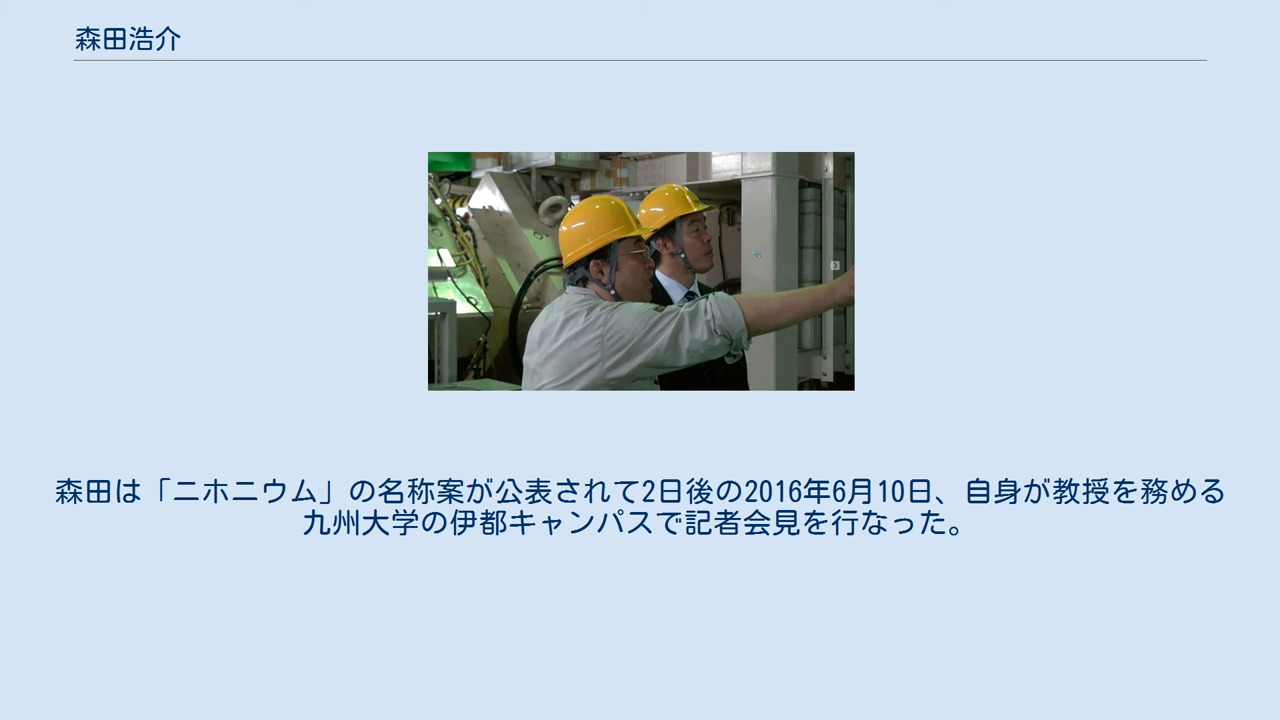 森田浩介
森田は「ニホニウム」の名称案が公表されて2日後の2016年6月10日、自身が教授を務める
九州大学の伊都キャンパスで記者会見を行なった。